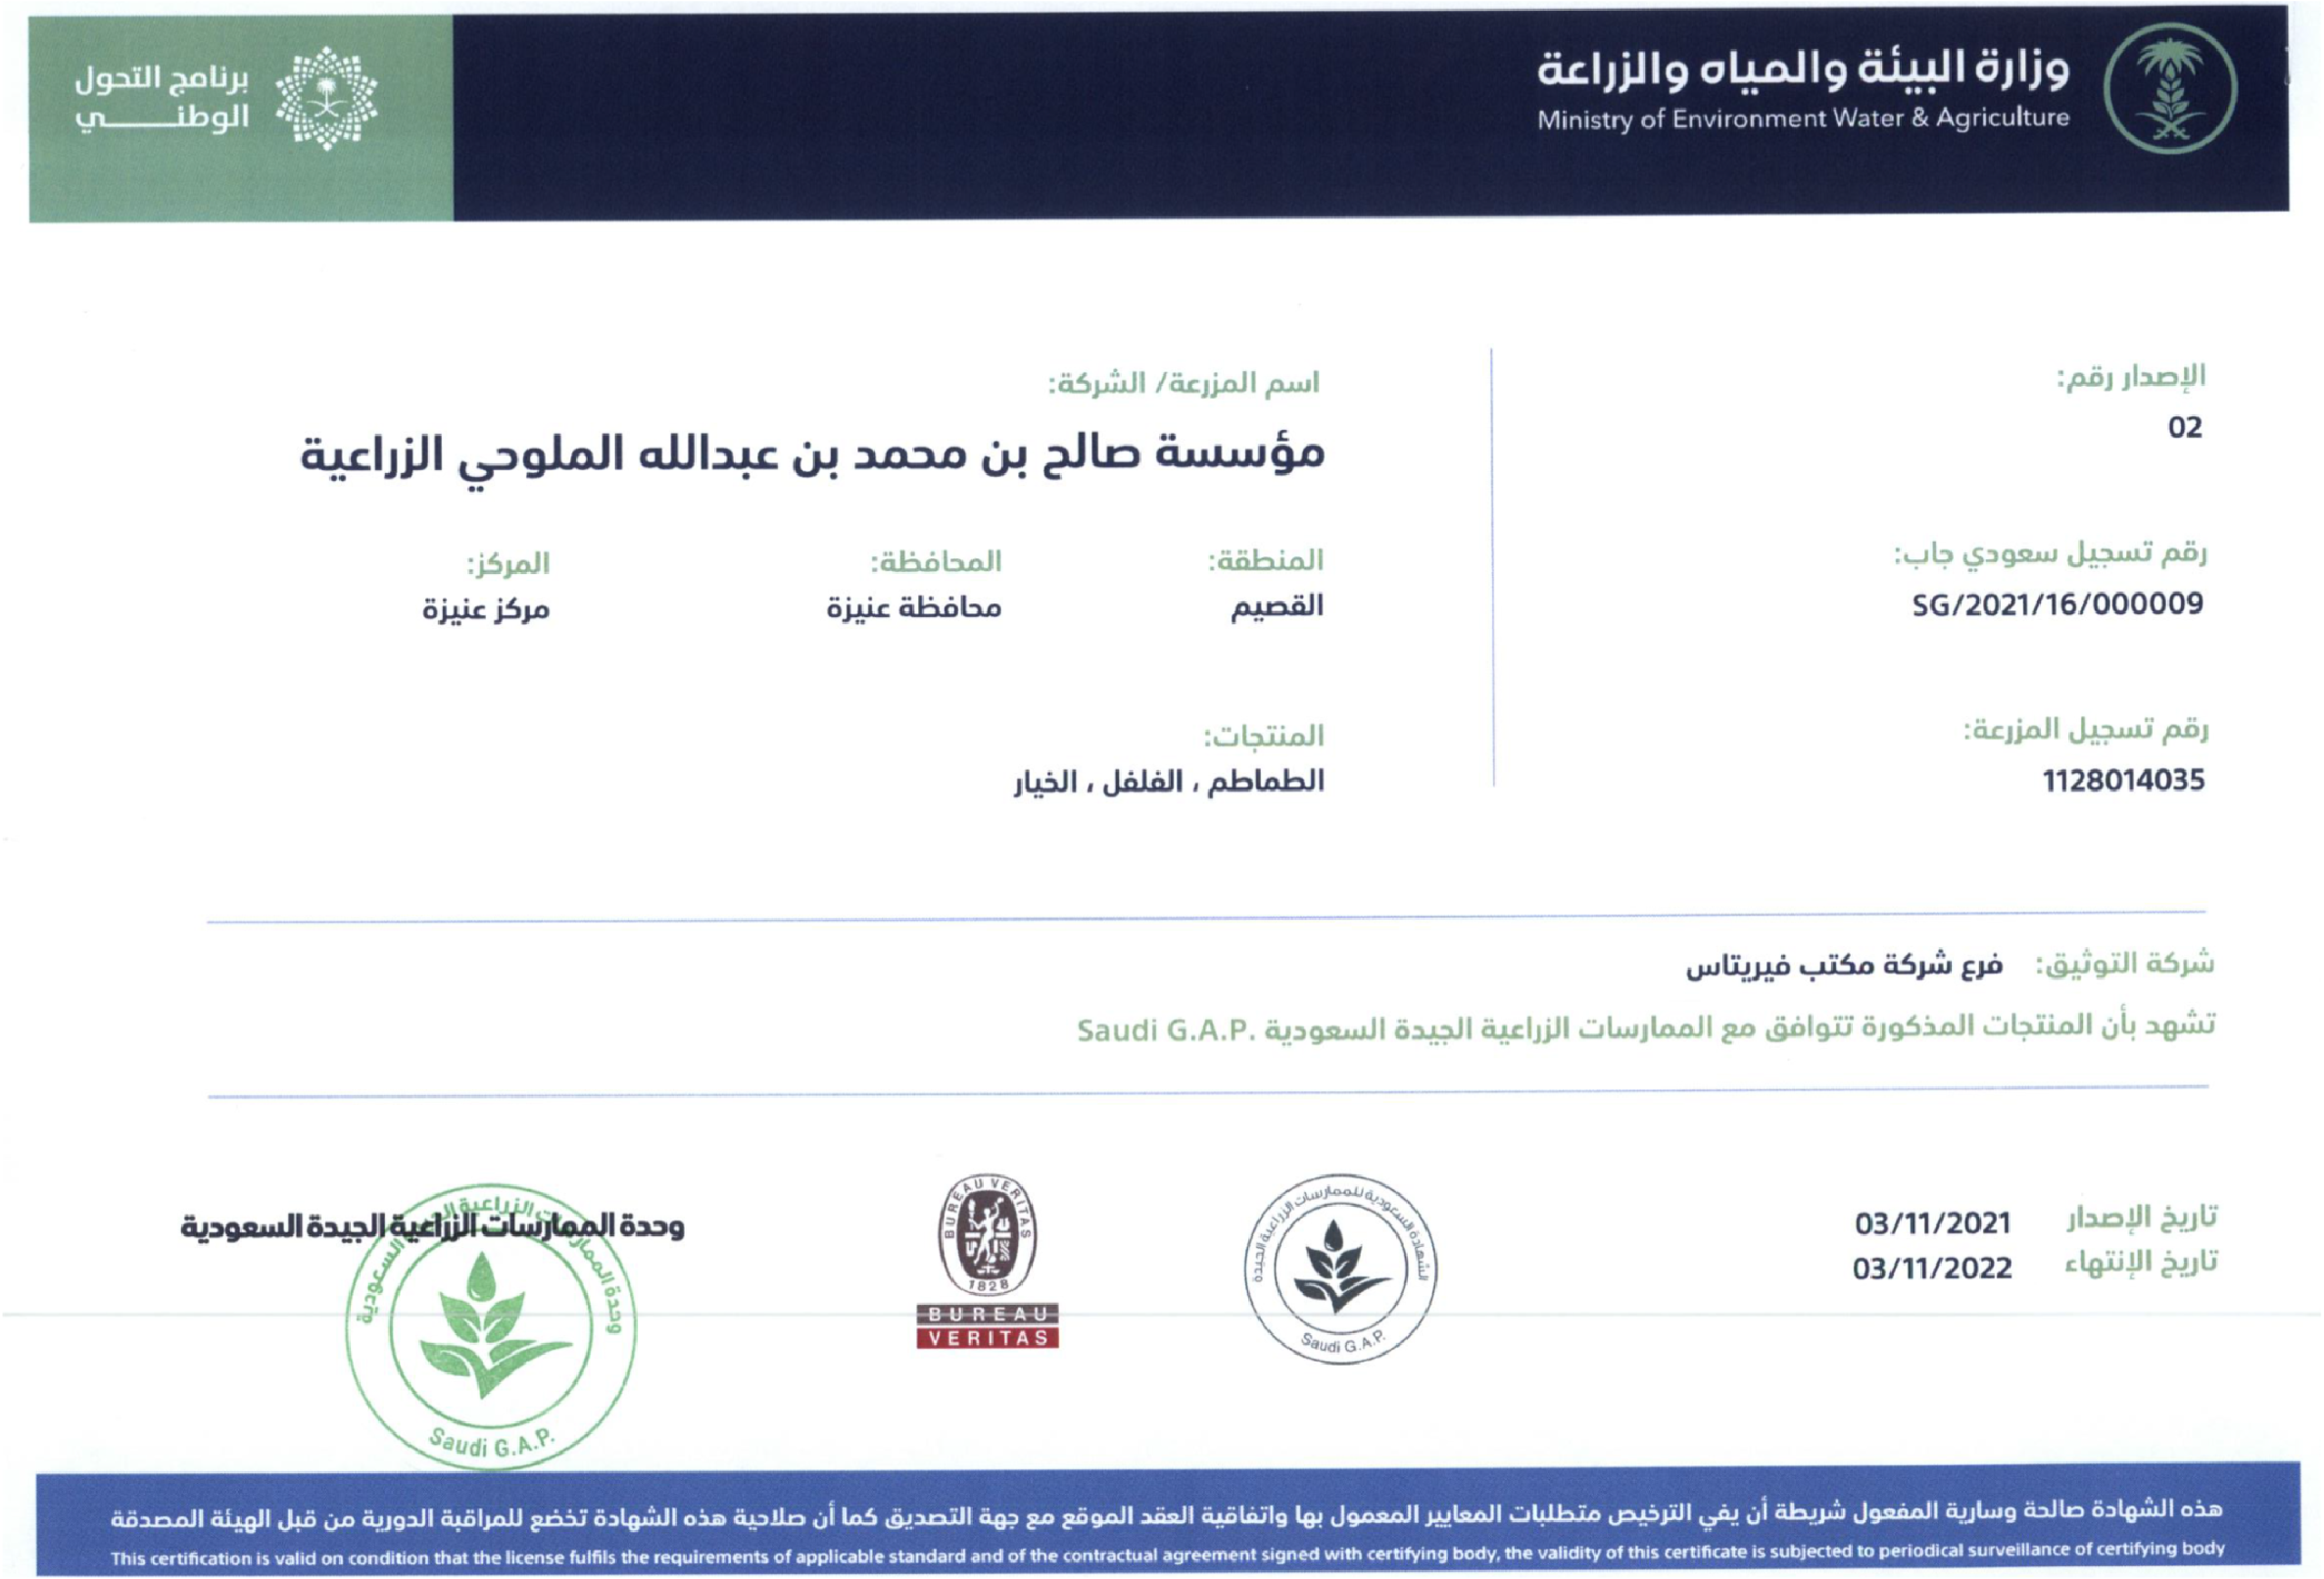 وزارة البيئة والمياه والزراعة
Ministry of Environment Water & Agriculture
برنامج التحول
الوطنـــــي
الإصدار رقم:
02
رقم تسجيل سعودي جاب:
SG/2021/16/000009
رقم تسجيل المزرعة:
1128014035
اسم المزرعة/ الشركة:
مؤسسة صالح بن محمد بن عبدالله الملوحي الزراعية
المنطقة:
القصيم
المحافظة:
محافظة عنيزة
المركز:
مركز عنيزة
المنتجات:
الطماطم ، الفلفل ، الخيار
شركة التوثيق: فرع شركة مكتب فيريتاس
تشهد بأن المنتجات المذكورة تتوافق مع الممارسات الزراعية الجيدة السعودية Saudi G.A.P.
تاريخ الإصدار 03/11/2021
تاريخ الإنتهاء 03/11/2022
الشهادة السعودية للممارسات الزراعية الجيدة
Saudi G.A.P.
BUREAU VERITAS
1828
BUREAU
VERITAS
وحدة الممارسات الزراعية الجيدة السعودية
وحدة الممارسات الزراعية السعودية
Saudi G.A.P.
هذه الشهادة صالحة وسارية المفعول شريطة أن يفي الترخيص متطلبات المعايير المعمول بها واتفاقية العقد الموقع مع جهة التصديق كما أن صلاحية هذه الشهادة تخضع للمراقبة الدورية من قبل الهيئة المصدقة
This certification is valid on condition that the license fulfils the requirements of applicable standard and of the contractual agreement signed with certifying body, the validity of this certificate is subjected to periodical surveillance of certifying body